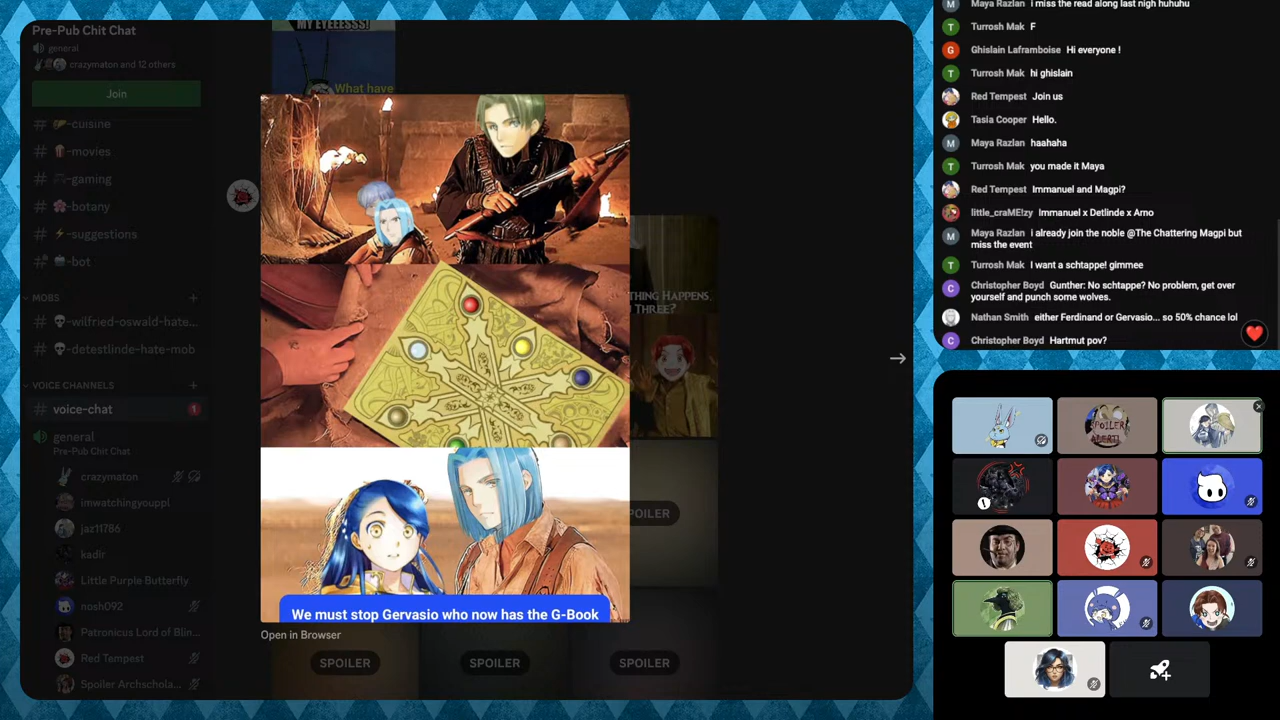 Pre-Pub Chit Chat
general
crazymaton and 12 others
Join
-cuisine
-movies
-gaming
-botany
-suggestions
-bot
MOBS
-wilfried-oswald-hate...
-detestlinde-hate-mob
VOICE CHANNELS
voice-chat
1
general
Pre-Pub Chit Chat
crazymaton
imwatchingyouppl
jaz11786
kadir
Little Purple Butterfly
nosh092
Patronicus Lord of Blin...
Red Tempest
Spoiler Archschola...
MY EYEEESSS!
What have
THING HAPPENS
THREE?
We must stop Gervasio who now has the G-Book
Open in Browser
SPOILER
SPOILER
SPOILER
SPOILER
M Maya Razlan i miss the read along last nigh huhuhu
T Turrosh Mak F
G Ghislain Laframboise Hi everyone !
T Turrosh Mak hi ghislain
Red Tempest Join us
Tasia Cooper Hello.
M Maya Razlan haahaha
T Turrosh Mak you made it Maya
Red Tempest Immanuel and Magpi?
little_craME!zy Immanuel x Detlinde x Arno
M Maya Razlan i already join the noble @The Chattering Magpi but
miss the event
T Turrosh Mak I want a schtappe! gimmee
C Christopher Boyd Gunther: No schtappe? No problem, get over
yourself and punch some wolves.
Nathan Smith either Ferdinand or Gervasio... so 50% chance lol
C Christopher Boyd Hartmut pov?
SPOILER
ALERT!